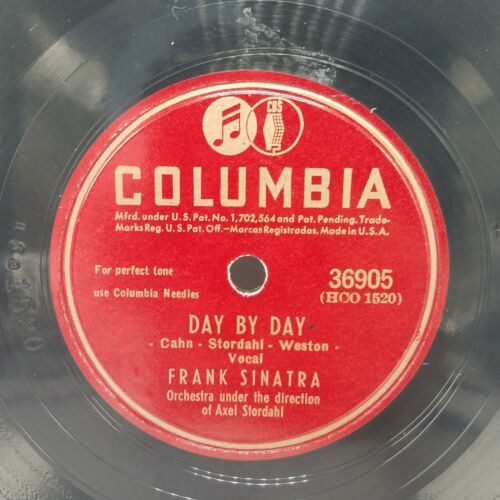 CBS
COLUMBIA
Mfrd. under U.S. Pat. No. 1,702,564 and Pat. Pending. Trade-
Marks Reg. U.S. Pat. Off.—Marcas Registradas. Made in U.S.A.
For perfect tone
use Columbia Needles
36905
(HCO 1520)
DAY BY DAY
- Cahn - Stordahl - Weston -
Vocal
FRANK SINATRA
Orchestra under the direction
of Axel Stordahl